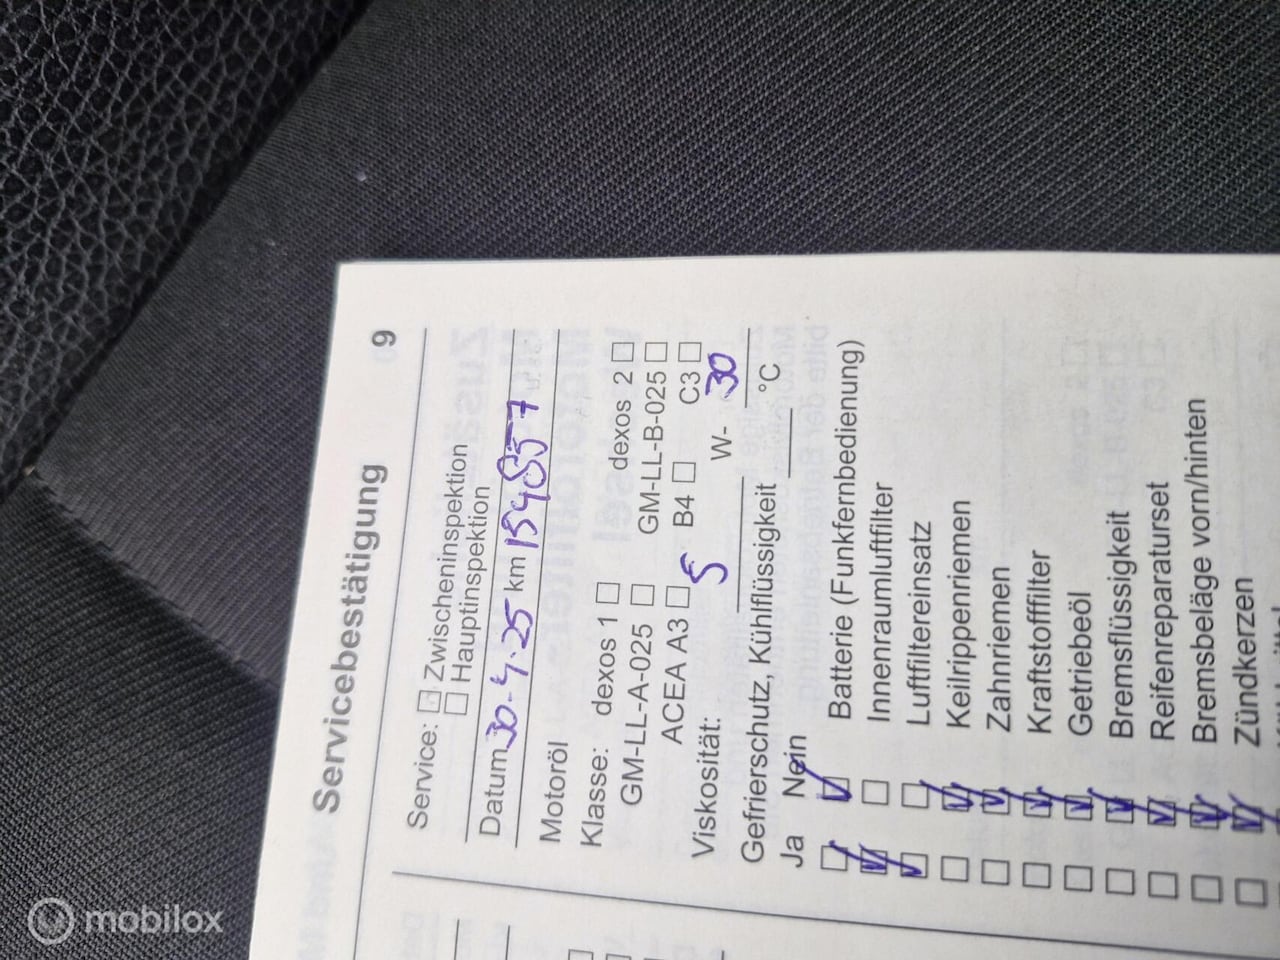 Servicebestätigung 9
Service: Zwischeninspektion
Hauptinspektion
Datum 30-4-25 km 154857
Motoröl
Klasse: dexos 1 dexos 2
GM-LL-A-025 GM-LL-B-025
ACEA A3 B4 C3
Viskosität: 5 W- 30
Gefrierschutz, Kühlflüssigkeit °C
Ja Nein
Batterie (Funkfernbedienung)
Innenraumluftfilter
Luftfiltereinsatz
Keilrippenriemen
Zahnriemen
Kraftstofffilter
Getriebeöl
Bremsflüssigkeit
Reifenreparaturset
Bremsbeläge vorn/hinten
Zündkerzen
mobilox